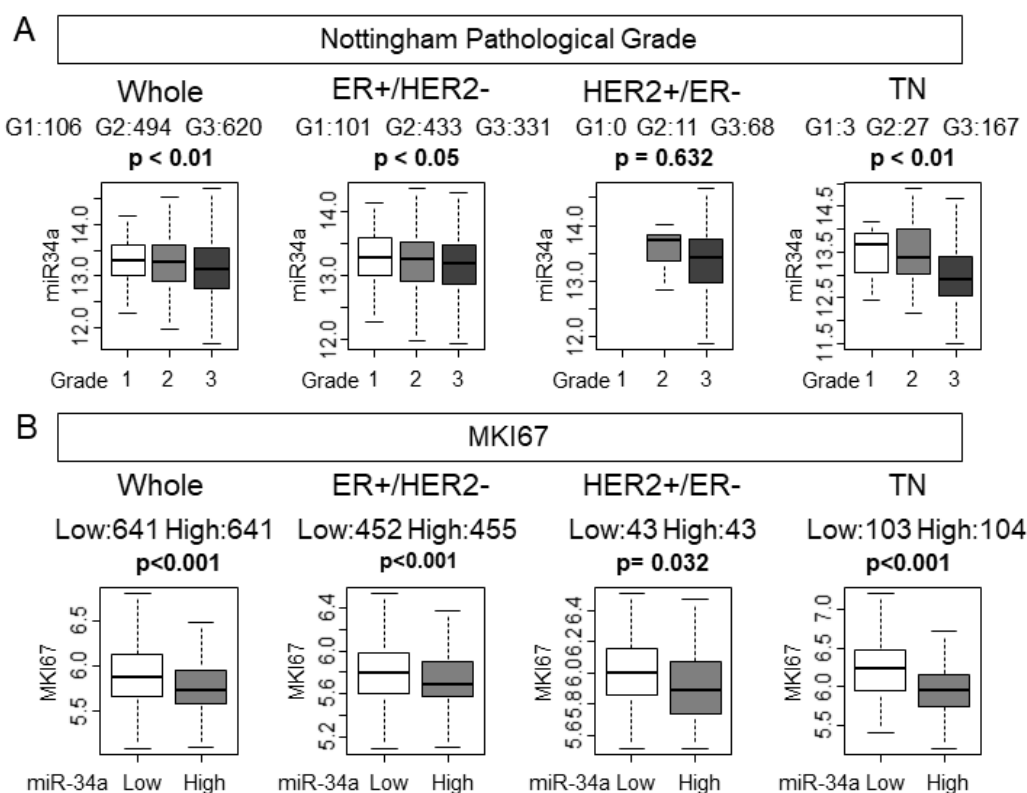 A
Nottingham Pathological Grade
Whole ER+/HER2- HER2+/ER- TN
G1:106 G2:494 G3:620 G1:101 G2:433 G3:331 G1:0 G2:11 G3:68 G1:3 G2:27 G3:167
p < 0.01 p < 0.05 p = 0.632 p < 0.01
miR34a 12.0 13.0 14.0
miR34a 12.0 13.0 14.0
miR34a 12.0 13.0 14.0
miR34a 11.5 12.5 13.5 14.5
Grade 1 2 3 Grade 1 2 3 Grade 1 2 3 Grade 1 2 3
B
MKI67
Whole ER+/HER2- HER2+/ER- TN
Low:641 High:641 Low:452 High:455 Low:43 High:43 Low:103 High:104
p<0.001 p<0.001 p= 0.032 p<0.001
MKI67 5.5 6.0 6.5
MKI67 5.2 5.6 6.0 6.4
MKI67 5.6 5.8 6.0 6.2 6.4
MKI67 5.5 6.0 6.5 7.0
miR-34a Low High miR-34a Low High miR-34a Low High miR-34a Low High